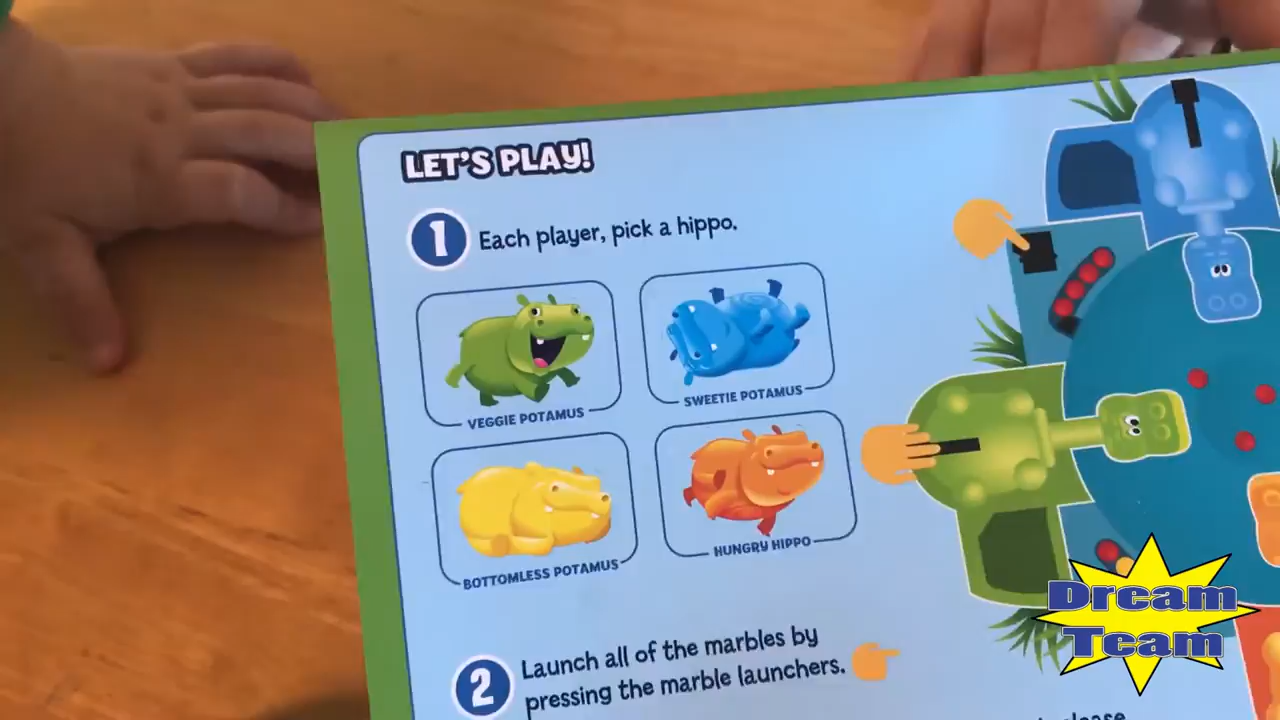 LET'S PLAY!
1 Each player, pick a hippo.
VEGGIE POTAMUS
SWEETIE POTAMUS
BOTTOMLESS POTAMUS
HUNGRY HIPPO
2 Launch all of the marbles by
pressing the marble launchers.
Dream
Team